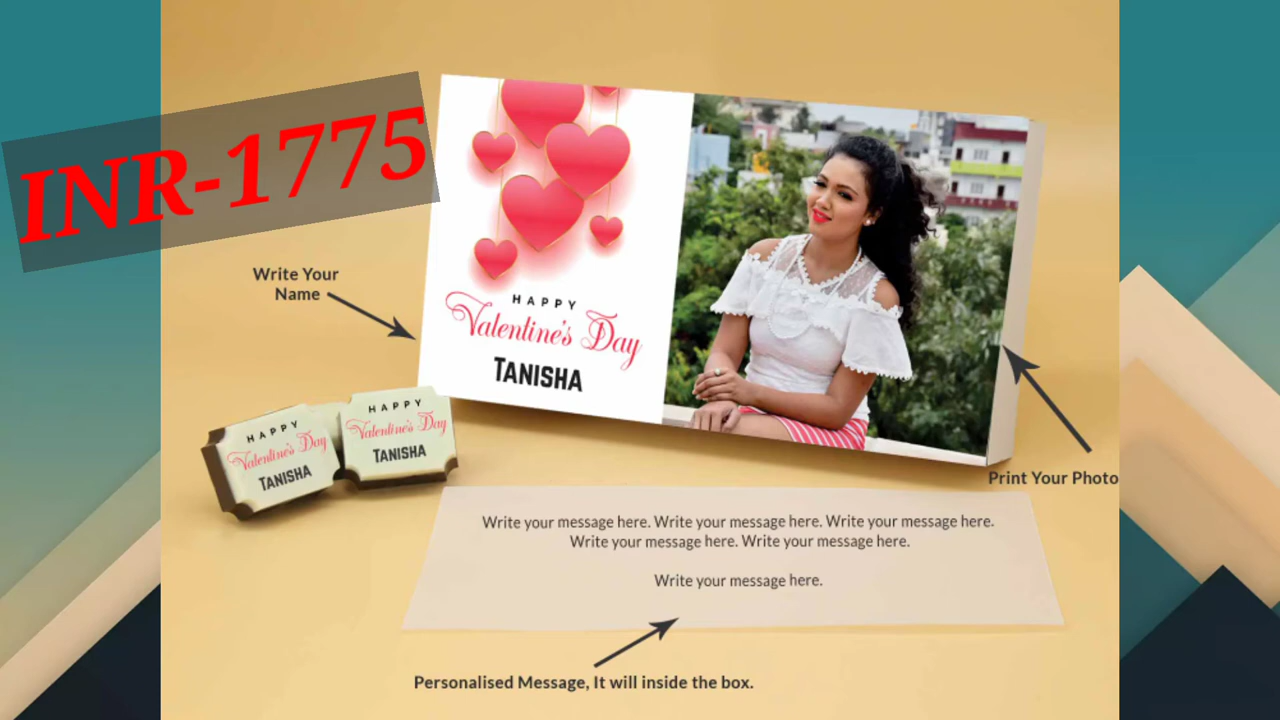 INR-1775
Write Your
Name
HAPPY
Valentine's Day
TANISHA
HAPPY
Valentine's Day
TANISHA
HAPPY
Valentine's Day
TANISHA
Print Your Photo
Write your message here. Write your message here. Write your message here.
Write your message here. Write your message here.
Write your message here.
Personalised Message, It will inside the box.